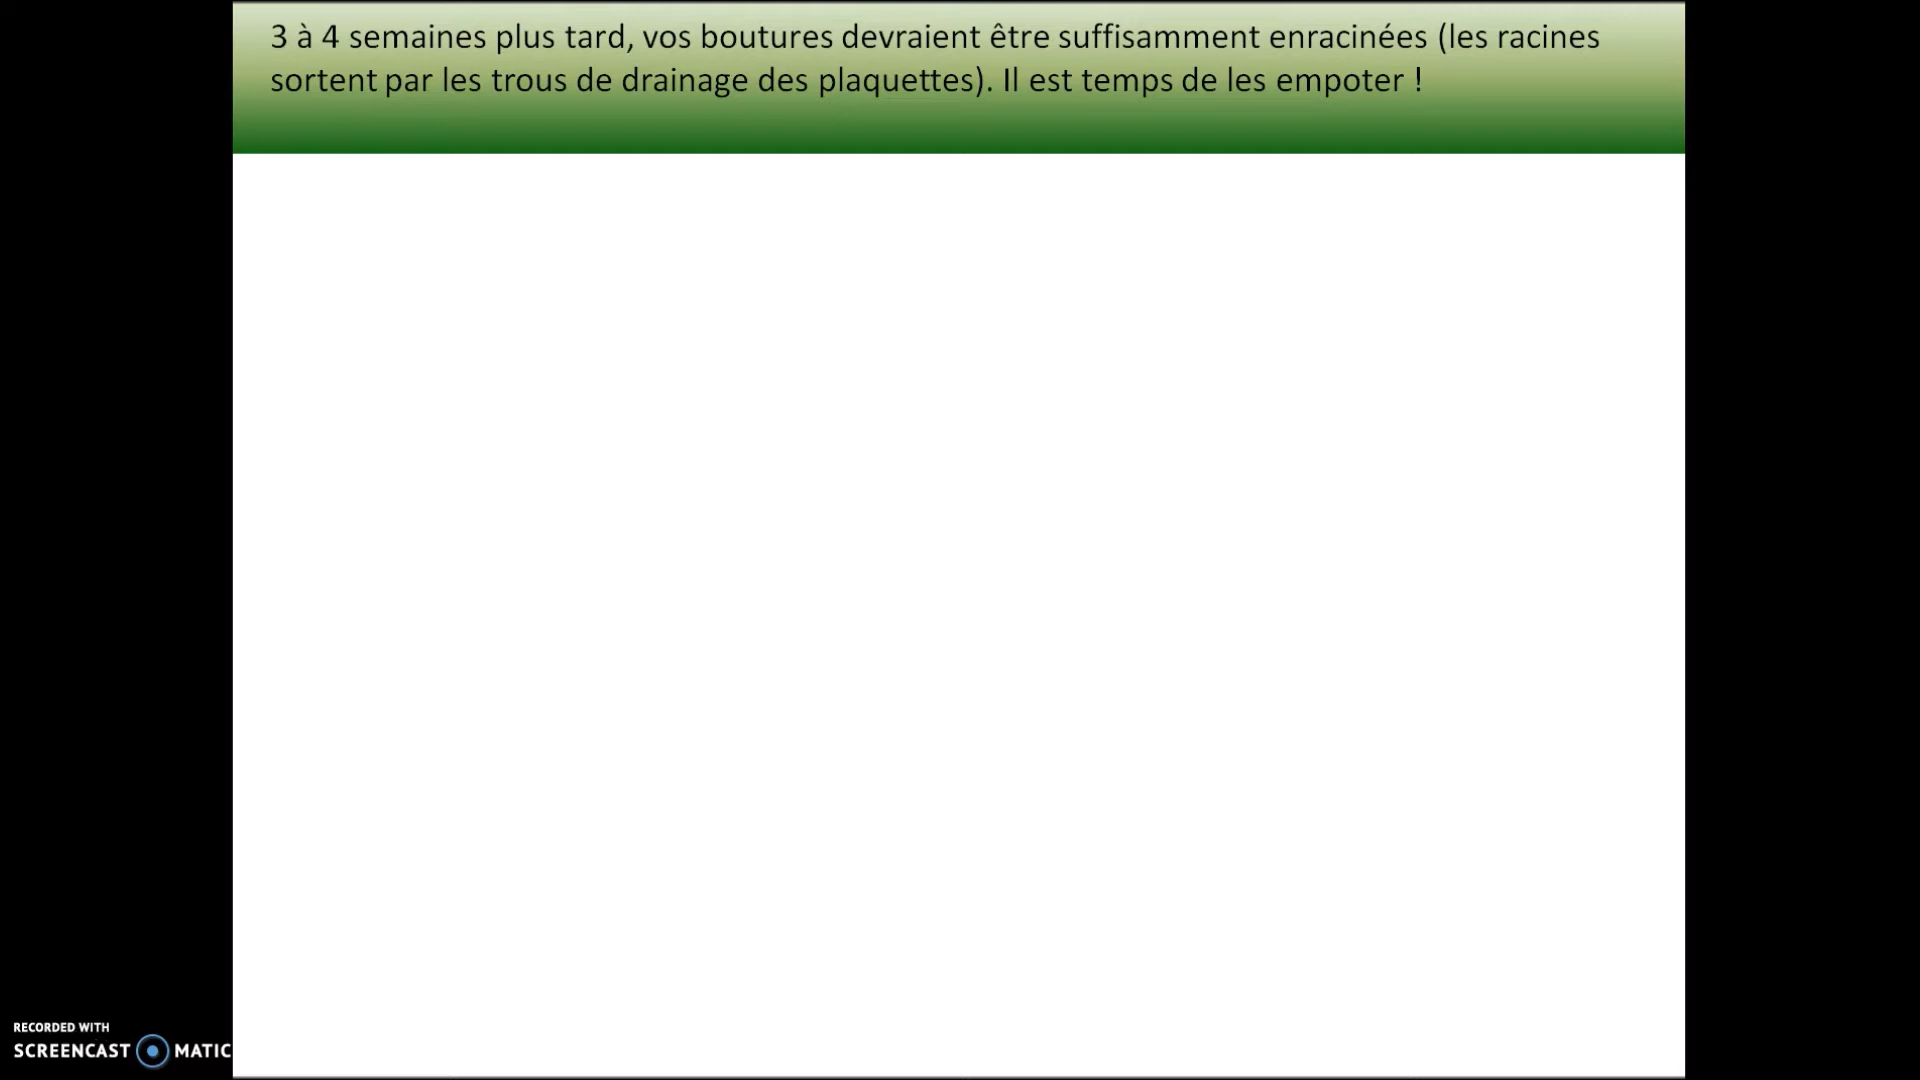 3 à 4 semaines plus tard, vos boutures devraient être suffisamment enracinées (les racines
sortent par les trous de drainage des plaquettes). Il est temps de les empoter !
RECORDED WITH
SCREENCAST MATIC